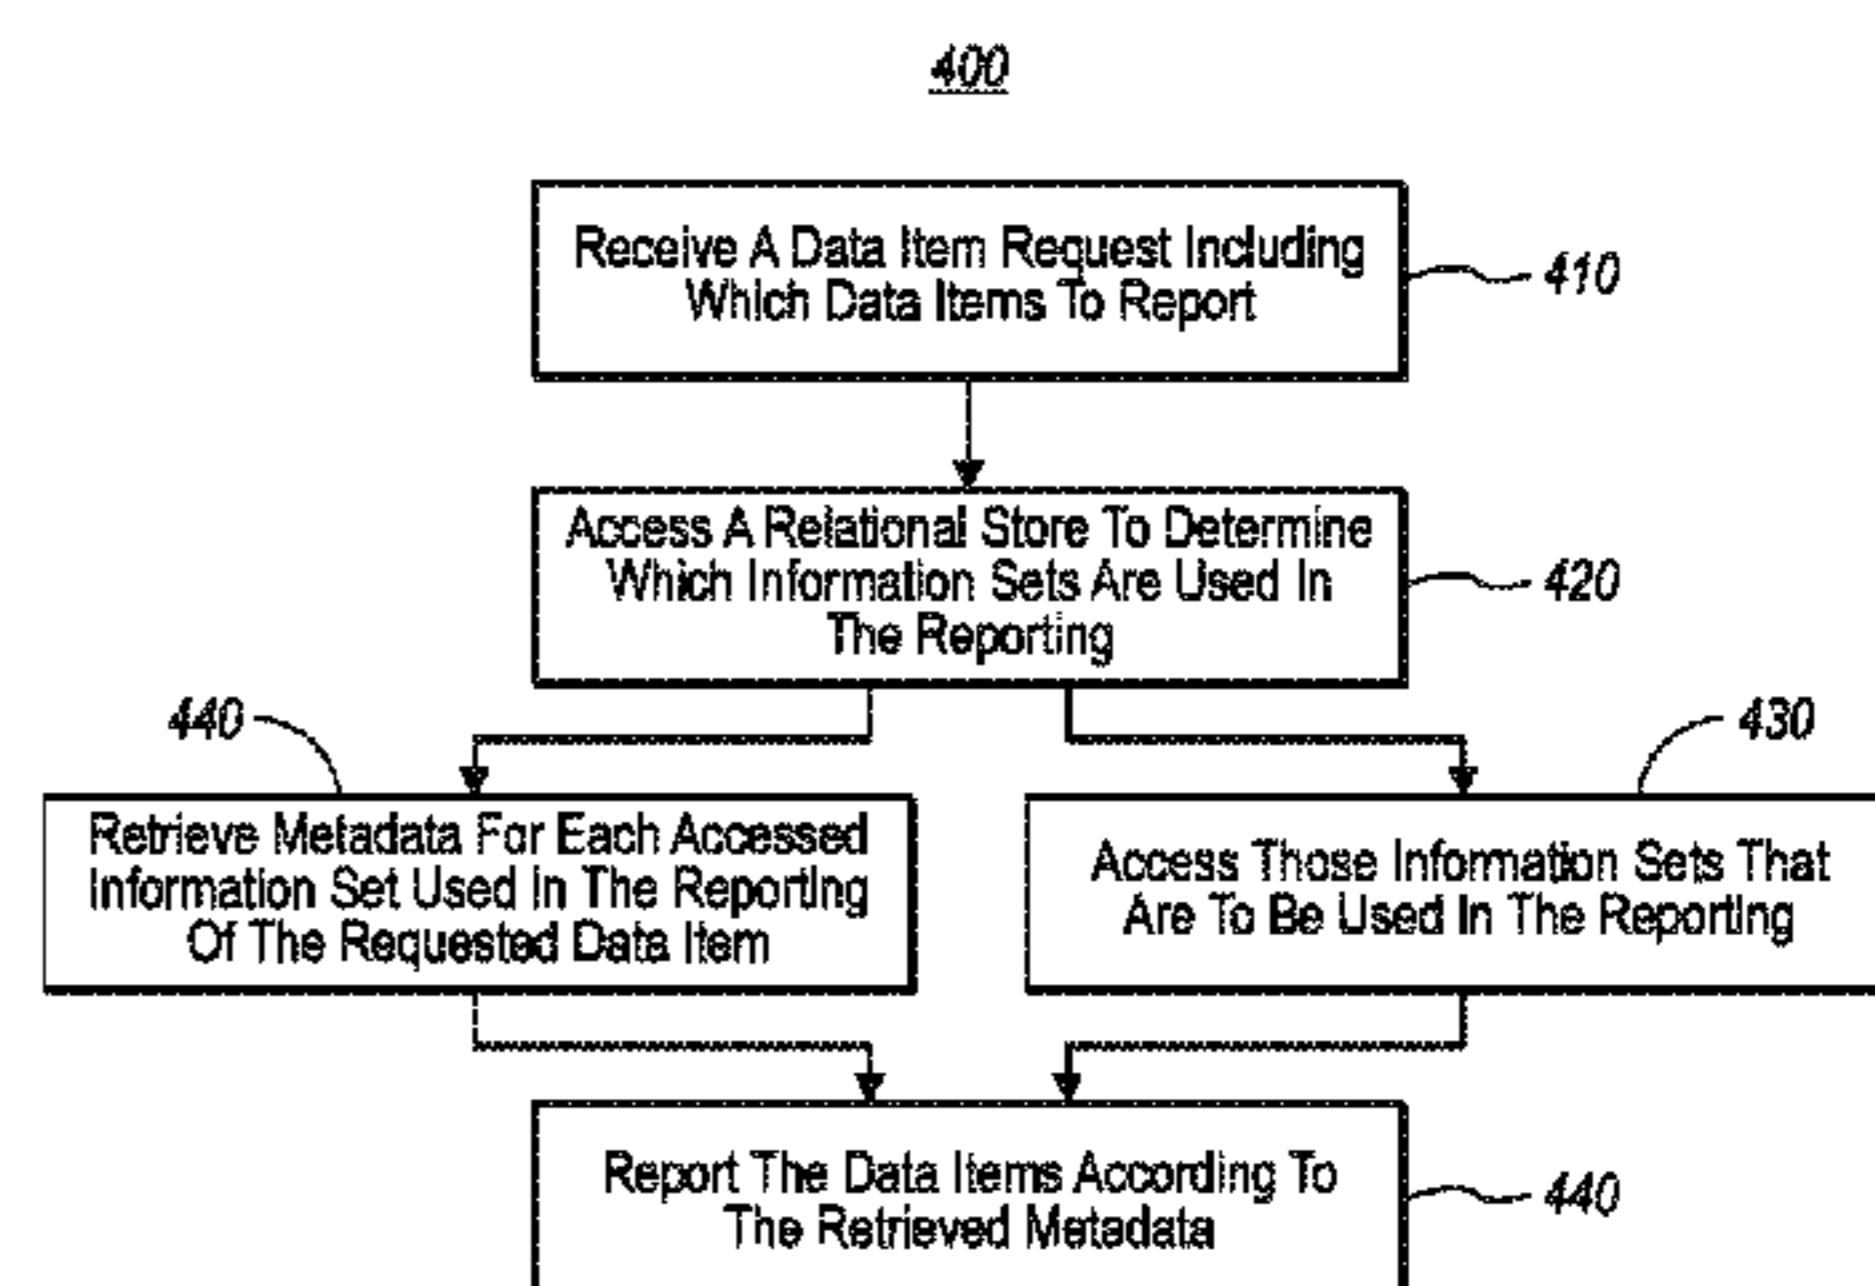 400
Receive A Data Item Request Including
Which Data Items To Report
410
Access A Relational Store To Determine
Which Information Sets Are Used In
The Reporting
420
440
Retrieve Metadata For Each Accessed
Information Set Used In The Reporting
Of The Requested Data Item
430
Access Those Information Sets That
Are To Be Used In The Reporting
Report The Data Items According To
The Retrieved Metadata
440